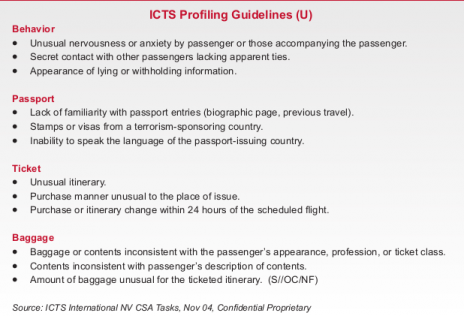 ICTS Profiling Guidelines (U)
Behavior
• Unusual nervousness or anxiety by passenger or those accompanying the passenger.
• Secret contact with other passengers lacking apparent ties.
• Appearance of lying or withholding information.
Passport
• Lack of familiarity with passport entries (biographic page, previous travel).
• Stamps or visas from a terrorism-sponsoring country.
• Inability to speak the language of the passport-issuing country.
Ticket
• Unusual itinerary.
• Purchase manner unusual to the place of issue.
• Purchase or itinerary change within 24 hours of the scheduled flight.
Baggage
• Baggage or contents inconsistent with the passenger's appearance, profession, or ticket class.
• Contents inconsistent with passenger's description of contents.
• Amount of baggage unusual for the ticketed itinerary. (S//OC/NF)
Source: ICTS International NV CSA Tasks, Nov 04, Confidential Proprietary